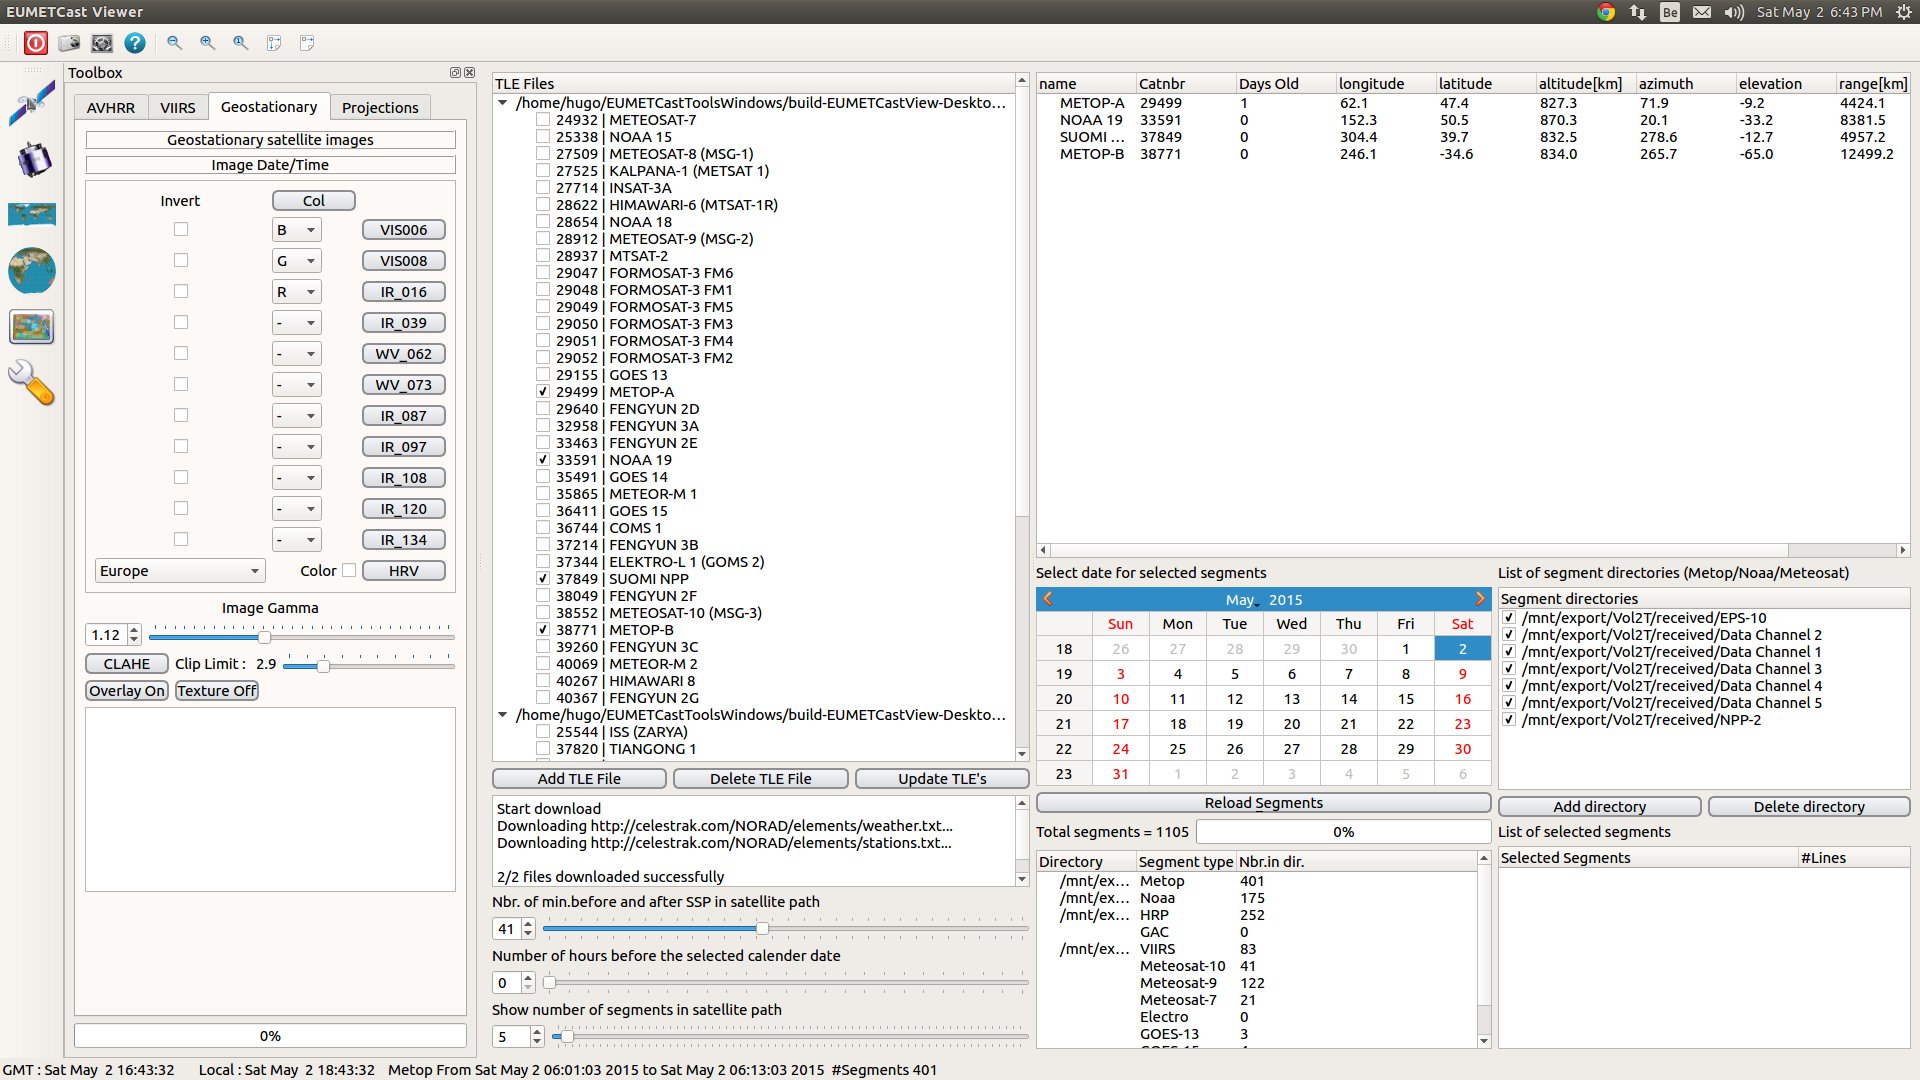 EUMETCast Viewer
Be
Sat May 2 6:43 PM
Toolbox
AVHRR
VIIRS
Geostationary
Projections
Geostationary satellite images
Image Date/Time
Invert
Col
B
VIS006
G
VIS008
R
IR_016
-
IR_039
-
WV_062
-
WV_073
-
IR_087
-
IR_097
-
IR_108
-
IR_120
-
IR_134
Europe
Color
HRV
Image Gamma
1.12
CLAHE
Clip Limit : 2.9
Overlay On
Texture Off
0%
TLE Files
/home/hugo/EUMETCastToolsWindows/build-EUMETCastView-Deskto...
24932 | METEOSAT-7
25338 | NOAA 15
27509 | METEOSAT-8 (MSG-1)
27525 | KALPANA-1 (METSAT 1)
27714 | INSAT-3A
28622 | HIMAWARI-6 (MTSAT-1R)
28654 | NOAA 18
28912 | METEOSAT-9 (MSG-2)
28937 | MTSAT-2
29047 | FORMOSAT-3 FM6
29048 | FORMOSAT-3 FM1
29049 | FORMOSAT-3 FM5
29050 | FORMOSAT-3 FM3
29051 | FORMOSAT-3 FM4
29052 | FORMOSAT-3 FM2
29155 | GOES 13
29499 | METOP-A
29640 | FENGYUN 2D
32958 | FENGYUN 3A
33463 | FENGYUN 2E
33591 | NOAA 19
35491 | GOES 14
35865 | METEOR-M 1
36411 | GOES 15
36744 | COMS 1
37214 | FENGYUN 3B
37344 | ELEKTRO-L 1 (GOMS 2)
37849 | SUOMI NPP
38049 | FENGYUN 2F
38552 | METEOSAT-10 (MSG-3)
38771 | METOP-B
39260 | FENGYUN 3C
40069 | METEOR-M 2
40267 | HIMAWARI 8
40367 | FENGYUN 2G
/home/hugo/EUMETCastToolsWindows/build-EUMETCastView-Deskto...
25544 | ISS (ZARYA)
37820 | TIANGONG 1
Add TLE File
Delete TLE File
Update TLE's
Start download
Downloading http://celestrak.com/NORAD/elements/weather.txt...
Downloading http://celestrak.com/NORAD/elements/stations.txt...
2/2 files downloaded successfully
Nbr. of min.before and after SSP in satellite path
41
Number of hours before the selected calender date
0
Show number of segments in satellite path
5
name Catnbr Days Old longitude latitude altitude[km] azimuth elevation range[km]
METOP-A 29499 1 62.1 47.4 827.3 71.9 -9.2 4424.1
NOAA 19 33591 0 152.3 50.5 870.3 20.1 -33.2 8381.5
SUOMI ... 37849 0 304.4 39.7 832.5 278.6 -12.7 4957.2
METOP-B 38771 0 246.1 -34.6 834.0 265.7 -65.0 12499.2
Select date for selected segments
May 2015
Sun Mon Tue Wed Thu Fri Sat
18 26 27 28 29 30 1 2
19 3 4 5 6 7 8 9
20 10 11 12 13 14 15 16
21 17 18 19 20 21 22 23
22 24 25 26 27 28 29 30
23 31 1 2 3 4 5 6
Reload Segments
Total segments = 1105
0%
Directory Segment type Nbr.in dir.
/mnt/ex... Metop 401
/mnt/ex... Noaa 175
/mnt/ex... HRP 252
GAC 0
/mnt/ex... VIIRS 83
Meteosat-10 41
Meteosat-9 122
Meteosat-7 21
Electro 0
GOES-13 3
List of segment directories (Metop/Noaa/Meteosat)
Segment directories
/mnt/export/Vol2T/received/EPS-10
/mnt/export/Vol2T/received/Data Channel 2
/mnt/export/Vol2T/received/Data Channel 1
/mnt/export/Vol2T/received/Data Channel 3
/mnt/export/Vol2T/received/Data Channel 4
/mnt/export/Vol2T/received/Data Channel 5
/mnt/export/Vol2T/received/NPP-2
Add directory
Delete directory
List of selected segments
Selected Segments #Lines
GMT : Sat May 2 16:43:32 Local : Sat May 2 18:43:32 Metop From Sat May 2 06:01:03 2015 to Sat May 2 06:13:03 2015 #Segments 401